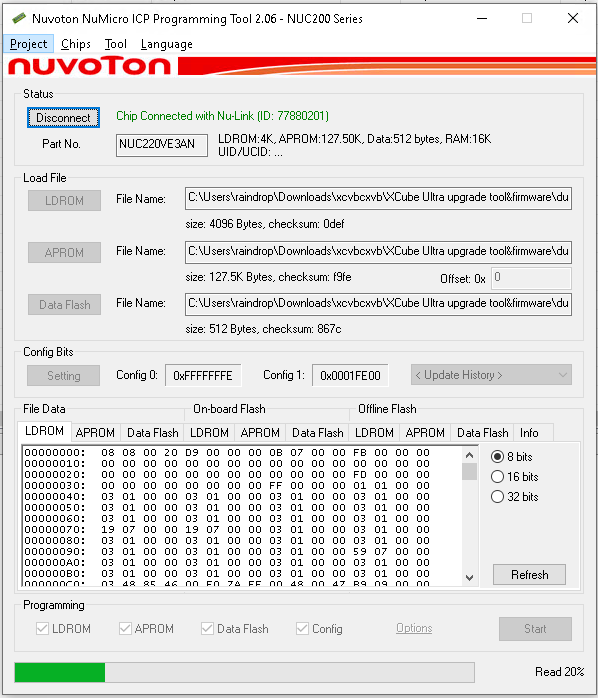 Nuvoton NuMicro ICP Programming Tool 2.06 - NUC200 Series
Project Chips Tool Language
nuvoTon
Status
Disconnect Chip Connected with Nu-Link (ID: 77880201)
Part No. NUC220VE3AN LDROM:4K, APROM:127.50K, Data:512 bytes, RAM:16K
UID/UCID: ...
Load File
LDROM File Name: C:\Users\raindrop\Downloads\xcvbcxvb\XCube Ultra upgrade tool&firmware\du
size: 4096 Bytes, checksum: 0def
APROM File Name: C:\Users\raindrop\Downloads\xcvbcxvb\XCube Ultra upgrade tool&firmware\du
size: 127.5K Bytes, checksum: f9fe Offset: 0x 0
Data Flash File Name: C:\Users\raindrop\Downloads\xcvbcxvb\XCube Ultra upgrade tool&firmware\du
size: 512 Bytes, checksum: 867c
Config Bits
Setting Config 0: 0xFFFFFFFE Config 1: 0x0001FE00 < Update History >
File Data On-board Flash Offline Flash
LDROM APROM Data Flash LDROM APROM Data Flash LDROM APROM Data Flash Info
00000000: 08 08 00 20 D9 00 00 00 0B 07 00 00 FB 00 00 00
00000010: 00 00 00 00 00 00 00 00 00 00 00 00 00 00 00 00
00000020: 00 00 00 00 00 00 00 00 00 00 00 00 FD 00 00 00
00000030: 00 00 00 00 00 00 00 00 FF 00 00 00 01 01 00 00
00000040: 03 01 00 00 03 01 00 00 03 01 00 00 03 01 00 00
00000050: 03 01 00 00 03 01 00 00 03 01 00 00 03 01 00 00
00000060: 03 01 00 00 03 01 00 00 03 01 00 00 03 01 00 00
00000070: 19 07 00 00 19 07 00 00 03 01 00 00 03 01 00 00
00000080: 03 01 00 00 03 01 00 00 03 01 00 00 03 01 00 00
00000090: 03 01 00 00 03 01 00 00 03 01 00 00 59 07 00 00
000000A0: 03 01 00 00 03 01 00 00 03 01 00 00 03 01 00 00
000000B0: 03 01 00 00 03 01 00 00 03 01 00 00 03 01 00 00
000000C0: 03 48 85 46 00 F0 7A FF 00 48 00 47 B9 09 00 00
8 bits
16 bits
32 bits
Refresh
Programming
LDROM APROM Data Flash Config Options Start
Read 20%